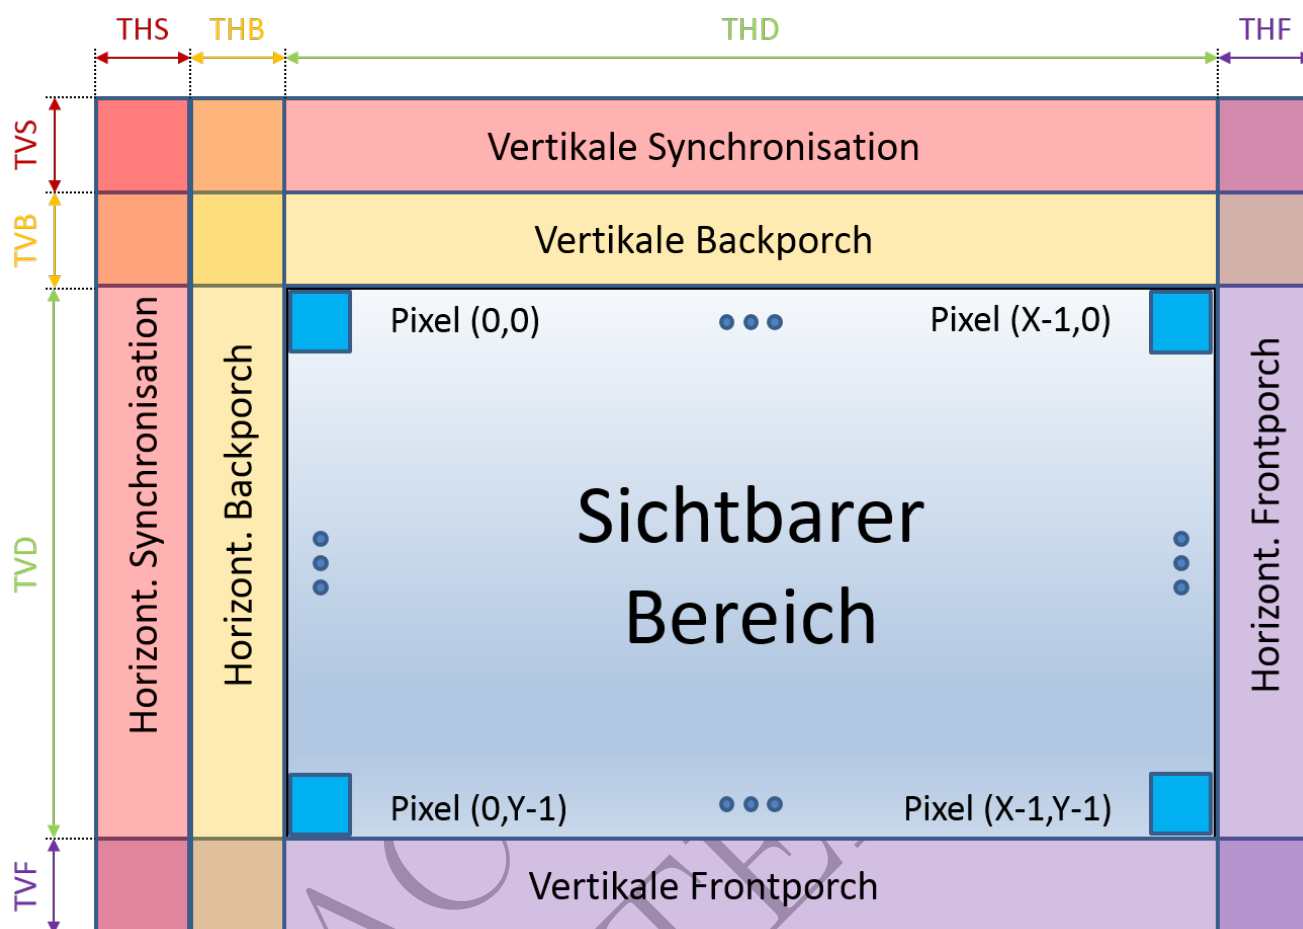 THS
THB
THD
THF
TVS
Vertikale Synchronisation
TVB
Vertikale Backporch
TVD
Horizont. Synchronisation
Horizont. Backporch
Pixel (0,0)
Pixel (X-1,0)
Sichtbarer
Bereich
Horizont. Frontporch
Pixel (0,Y-1)
Pixel (X-1,Y-1)
TVF
Vertikale Frontporch